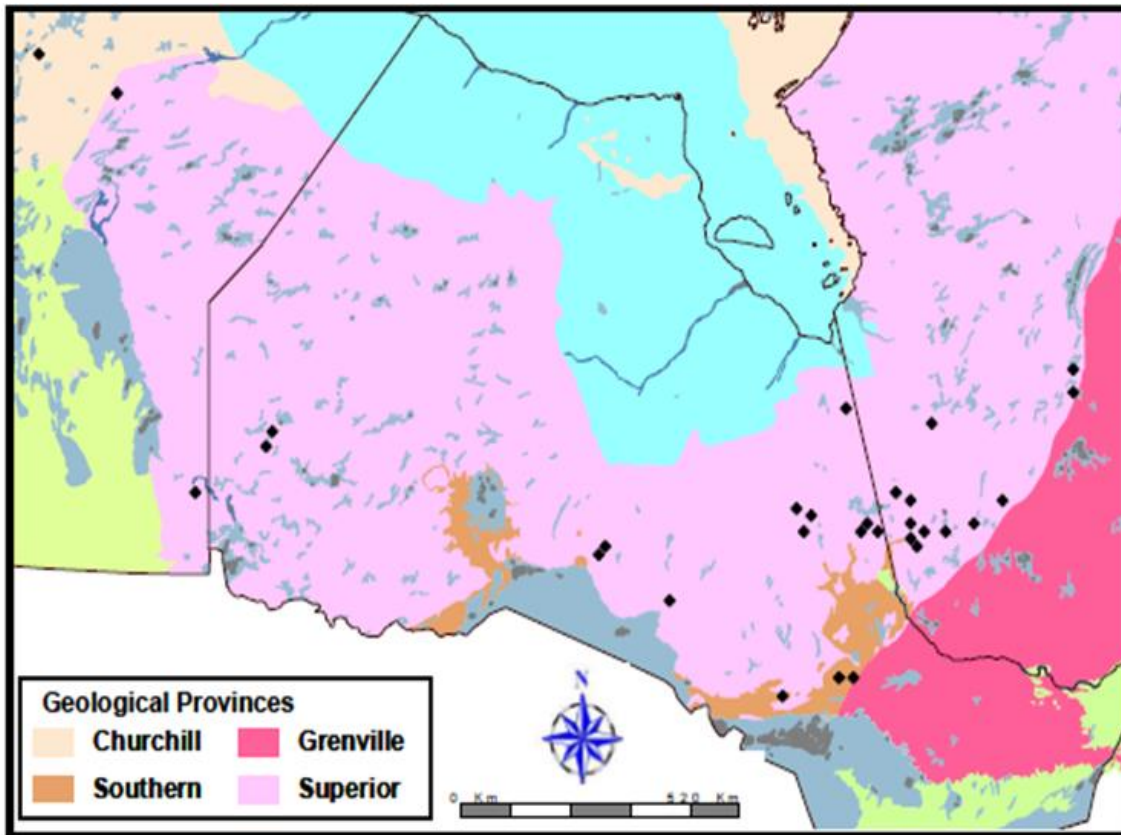 N
Geological Provinces
Churchill Grenville
Southern Superior
0 Km 520 Km